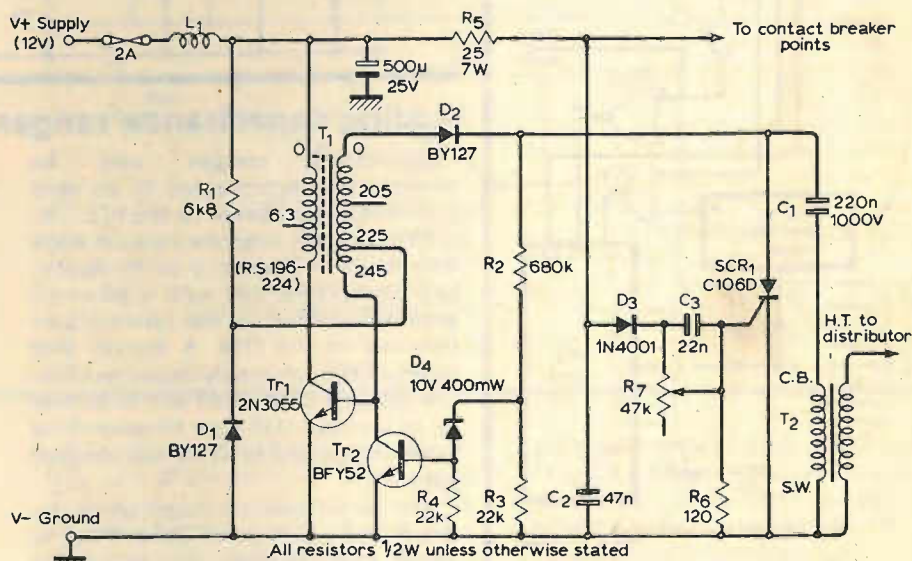 V+ Supply
(12V)
2A
L1
R5
25
7W
To contact breaker
points
500µ
25V
D2
BY127
T1
O
O
R1
6k8
6·3
205
225
245
(R.S 196-
224)
R2
680k
C1
220n
1000V
SCR1
C106D
D3
1N4001
C3
22n
H.T. to
distributor
R7
47k
C.B.
T2
S.W.
Tr1
2N3055
D4
10V 400mW
D1
BY127
Tr2
BFY52
R4
22k
R3
22k
C2
47n
R6
120
V− Ground
All resistors ½W unless otherwise stated